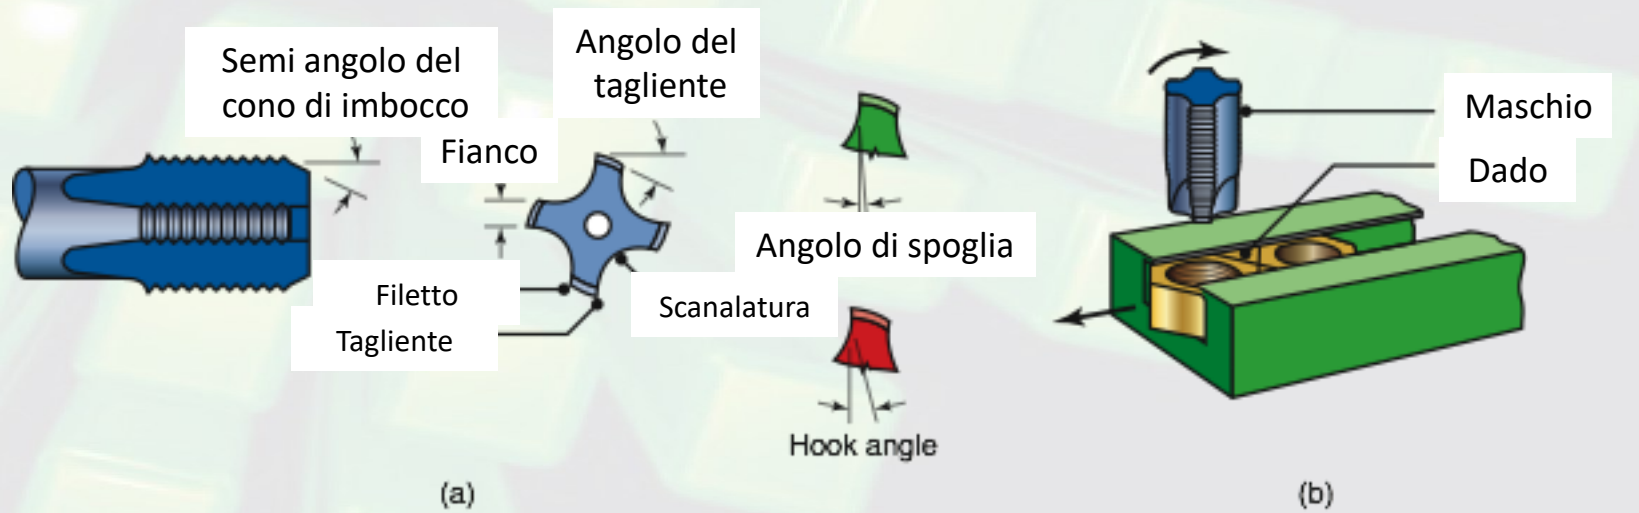 Semi angolo del
cono di imbocco
Angolo del
tagliente
Fianco
Filetto
Tagliente
Scanalatura
Angolo di spoglia
Hook angle
(a)
Maschio
Dado
(b)